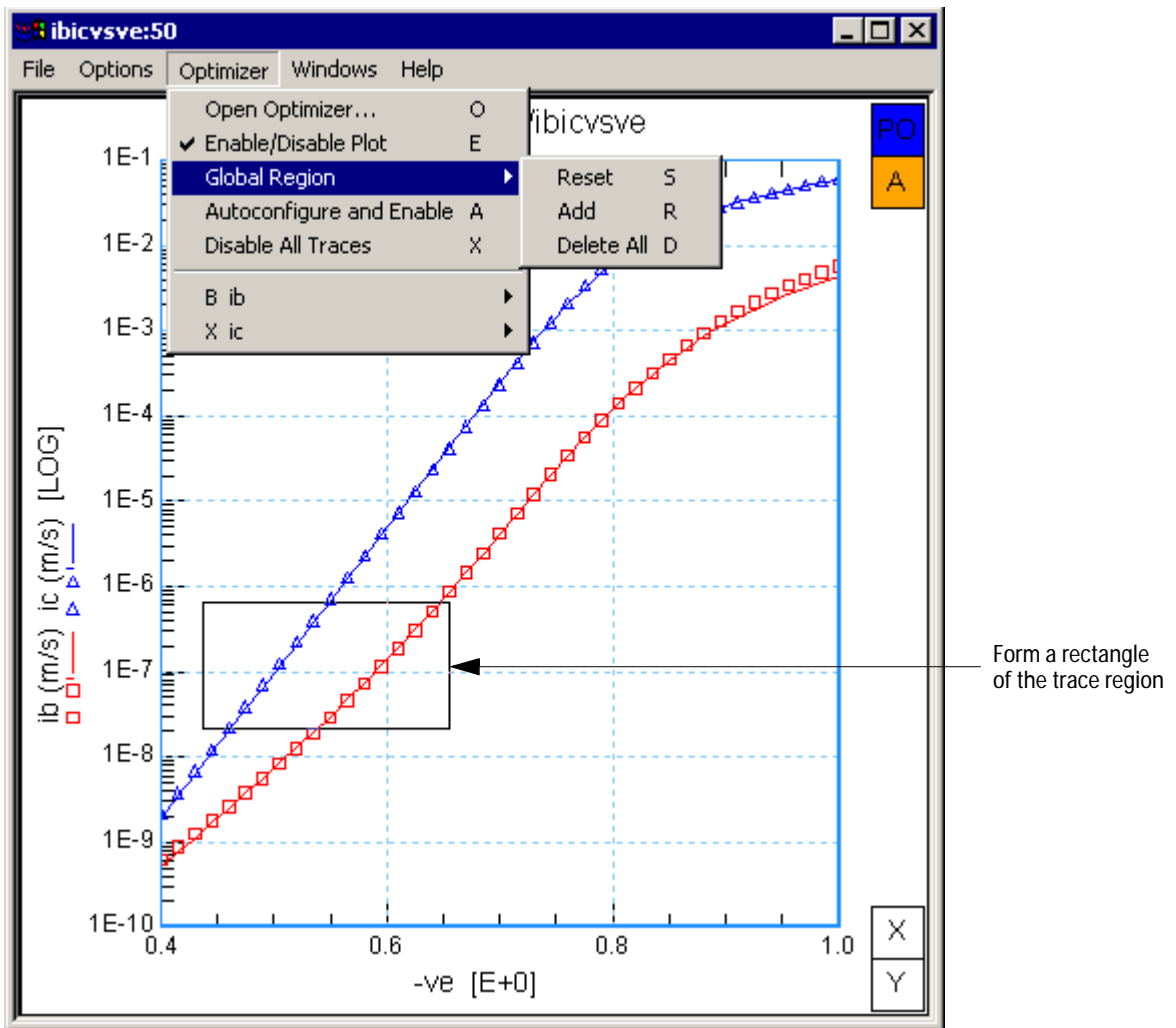 ibicvsve:50
File Options Optimizer Windows Help
Open Optimizer... O
Enable/Disable Plot E
Global Region
Autoconfigure and Enable A
Disable All Traces X
B ib
X ic
Reset S
Add R
Delete All D
/ibicvsve
PO
A
1E-1
1E-2
1E-3
1E-4
1E-5
1E-6
1E-7
1E-8
1E-9
1E-10
ib (m/s) ic (m/s) [LOG]
0.4 0.6 0.8 1.0
-ve [E+0]
X
Y
Form a rectangle
of the trace region